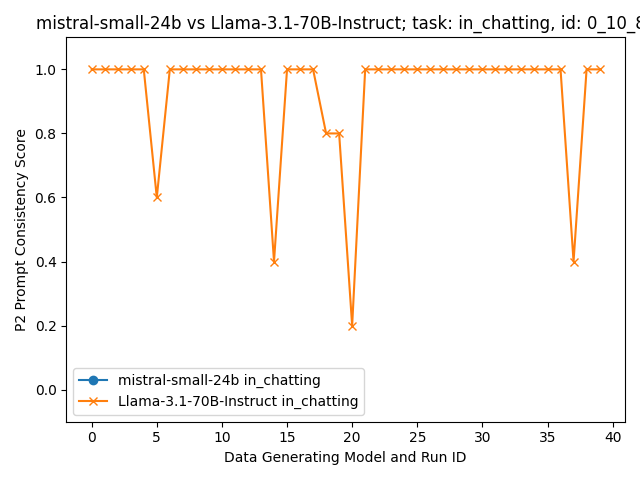 mistral-small-24b vs Llama-3.1-70B-Instruct; task: in_chatting, id: 0_10_8
P2 Prompt Consistency Score
1.0
0.8
0.6
0.4
0.2
0.0
mistral-small-24b in_chatting
Llama-3.1-70B-Instruct in_chatting
0 5 10 15 20 25 30 35 40
Data Generating Model and Run ID